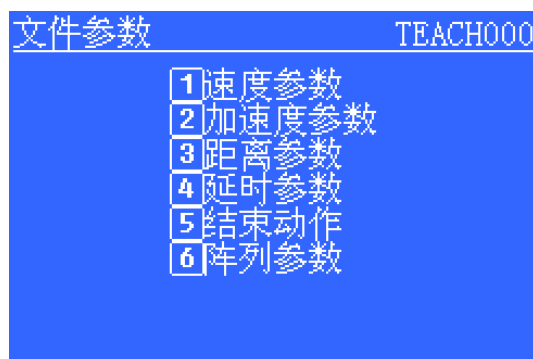 文件参数 TEACH000
1 速度参数
2 加速度参数
3 距离参数
4 延时参数
5 结束动作
6 阵列参数